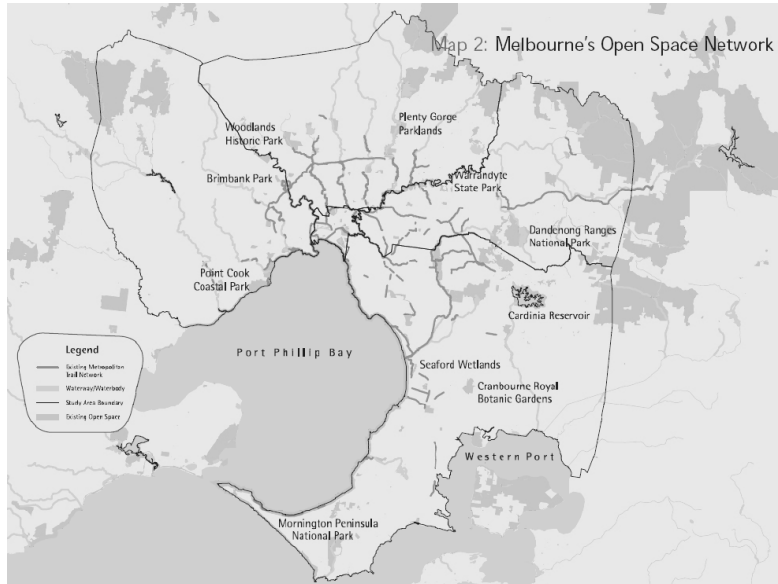 Map 2: Melbourne's Open Space Network
Plenty Gorge
Parklands
Woodlands
Historic Park
Brimbank Park
Warrandyte
State Park
Dandenong Ranges
National Park
Point Cook
Coastal Park
Cardinia Reservoir
Port Phillip Bay
Legend
Existing Metropolitan
Trail Network
Waterway/Waterbody
Study Area Boundary
Existing Open Space
Seaford Wetlands
Cranbourne Royal
Botanic Gardens
Western Port
Mornington Peninsula
National Park